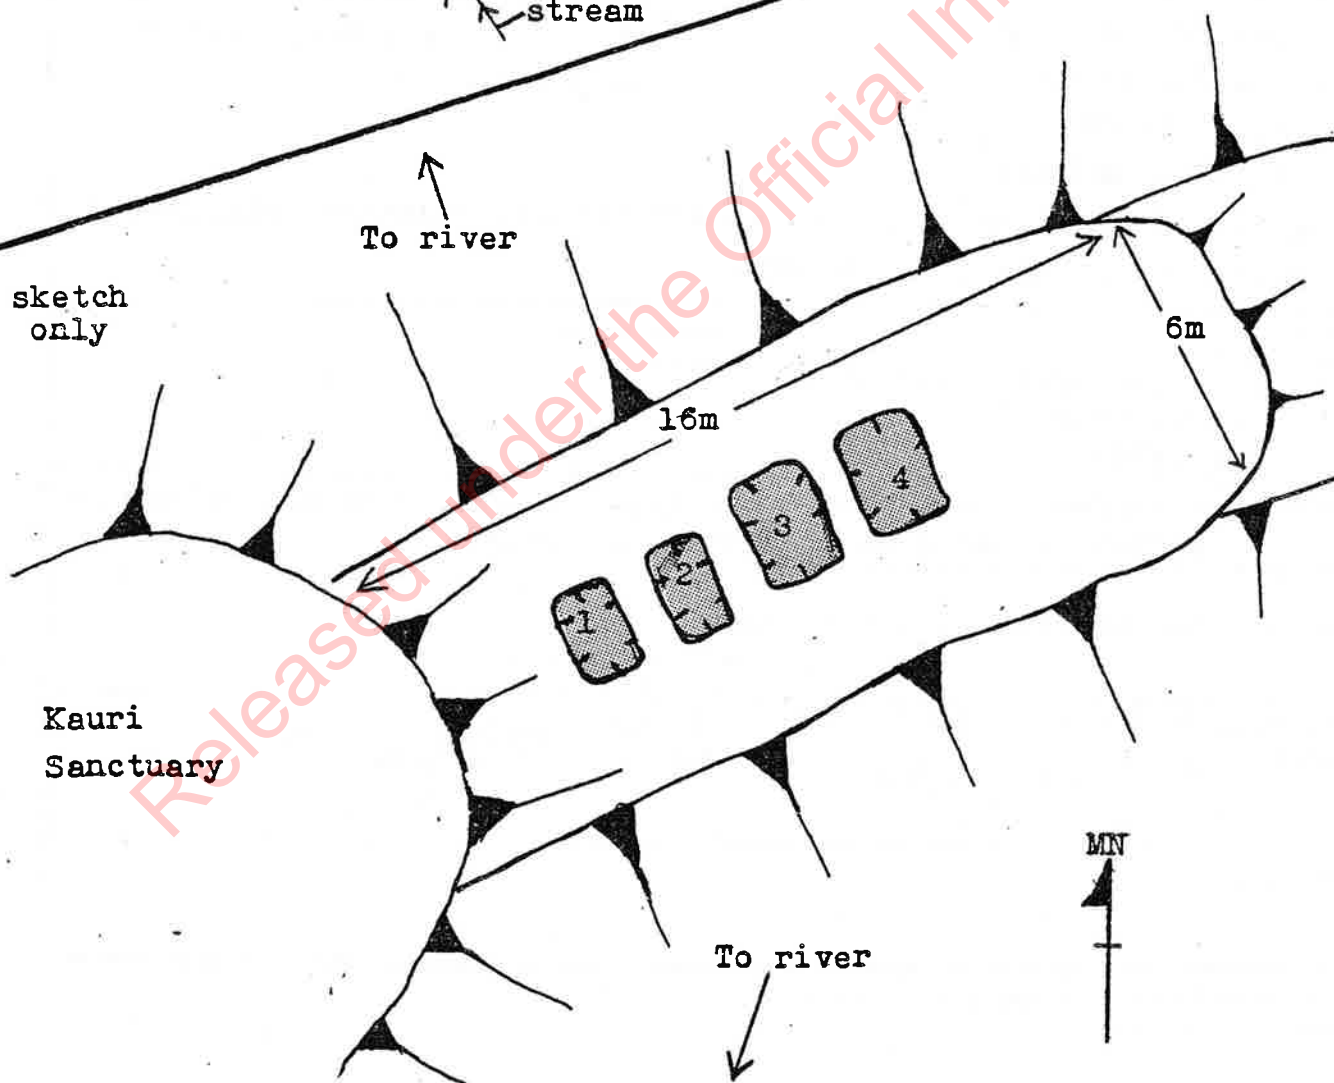 stream
To river
sketch
only
6m
16m
4
3
2
1
Kauri
Sanctuary
MN
To river
Released under the Official In